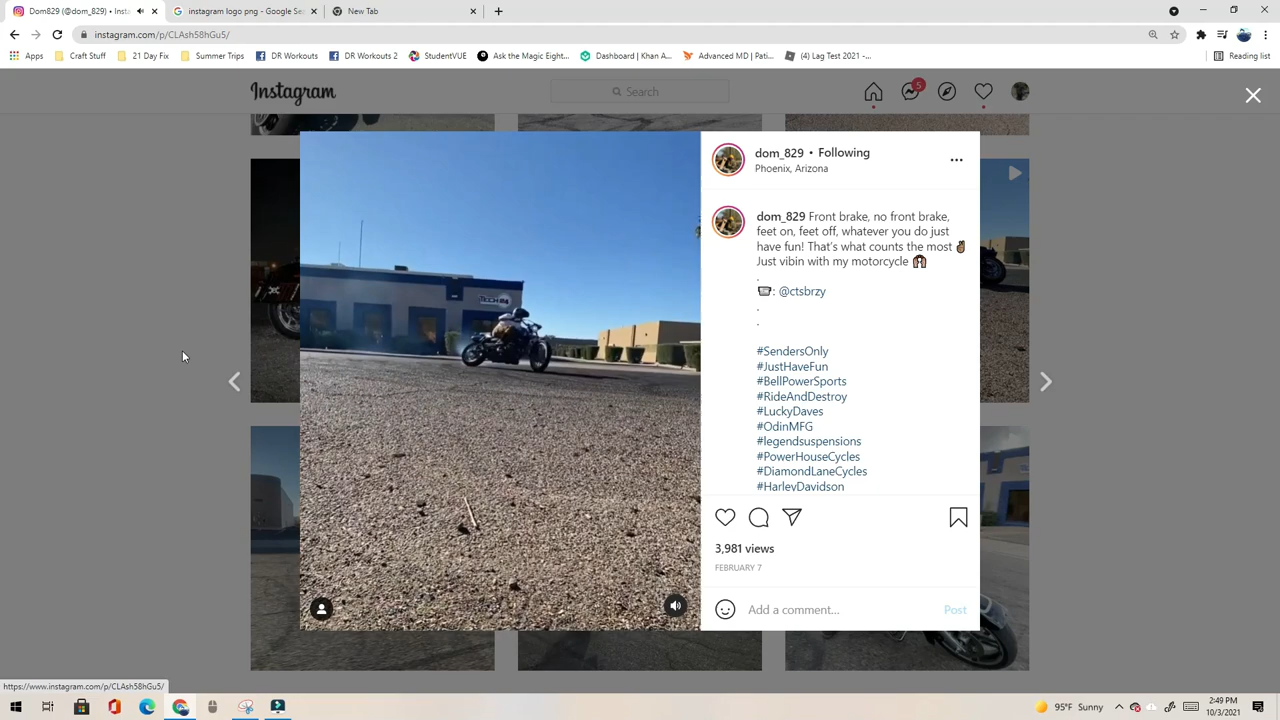 Dom829 (@dom_829) • Insta
instagram logo png - Google Se
New Tab
instagram.com/p/CLAsh58hGu5/
Apps
Craft Stuff
21 Day Fix
Summer Trips
DR Workouts
DR Workouts 2
StudentVUE
Ask the Magic Eight...
Dashboard | Khan A...
Advanced MD | Pati...
(4) Lag Test 2021 -...
Reading list
Instagram
Search
5
dom_829 • Following
Phoenix, Arizona
dom_829 Front brake, no front brake,
feet on, feet off, whatever you do just
have fun! That's what counts the most ✌🏾
Just vibin with my motorcycle
.
: @ctsbrzy
.
.
#SendersOnly
#JustHaveFun
#BellPowerSports
#RideAndDestroy
#LuckyDaves
#OdinMFG
#legendsuspensions
#PowerHouseCycles
#DiamondLaneCycles
#HarleyDavidson
3,981 views
FEBRUARY 7
Add a comment...
Post
https://www.instagram.com/p/CLAsh58hGu5/
95°F Sunny
2:49 PM
10/3/2021